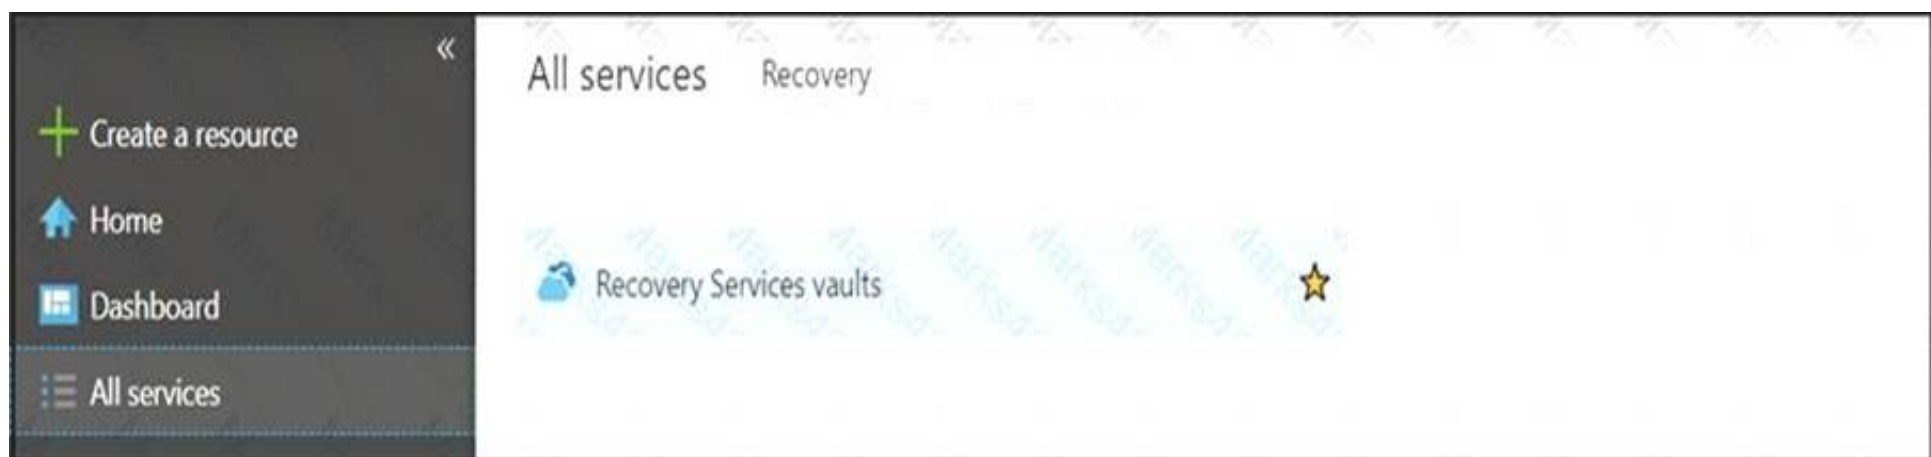 «
Create a resource
Home
Dashboard
All services
All services Recovery
Recovery Services vaults